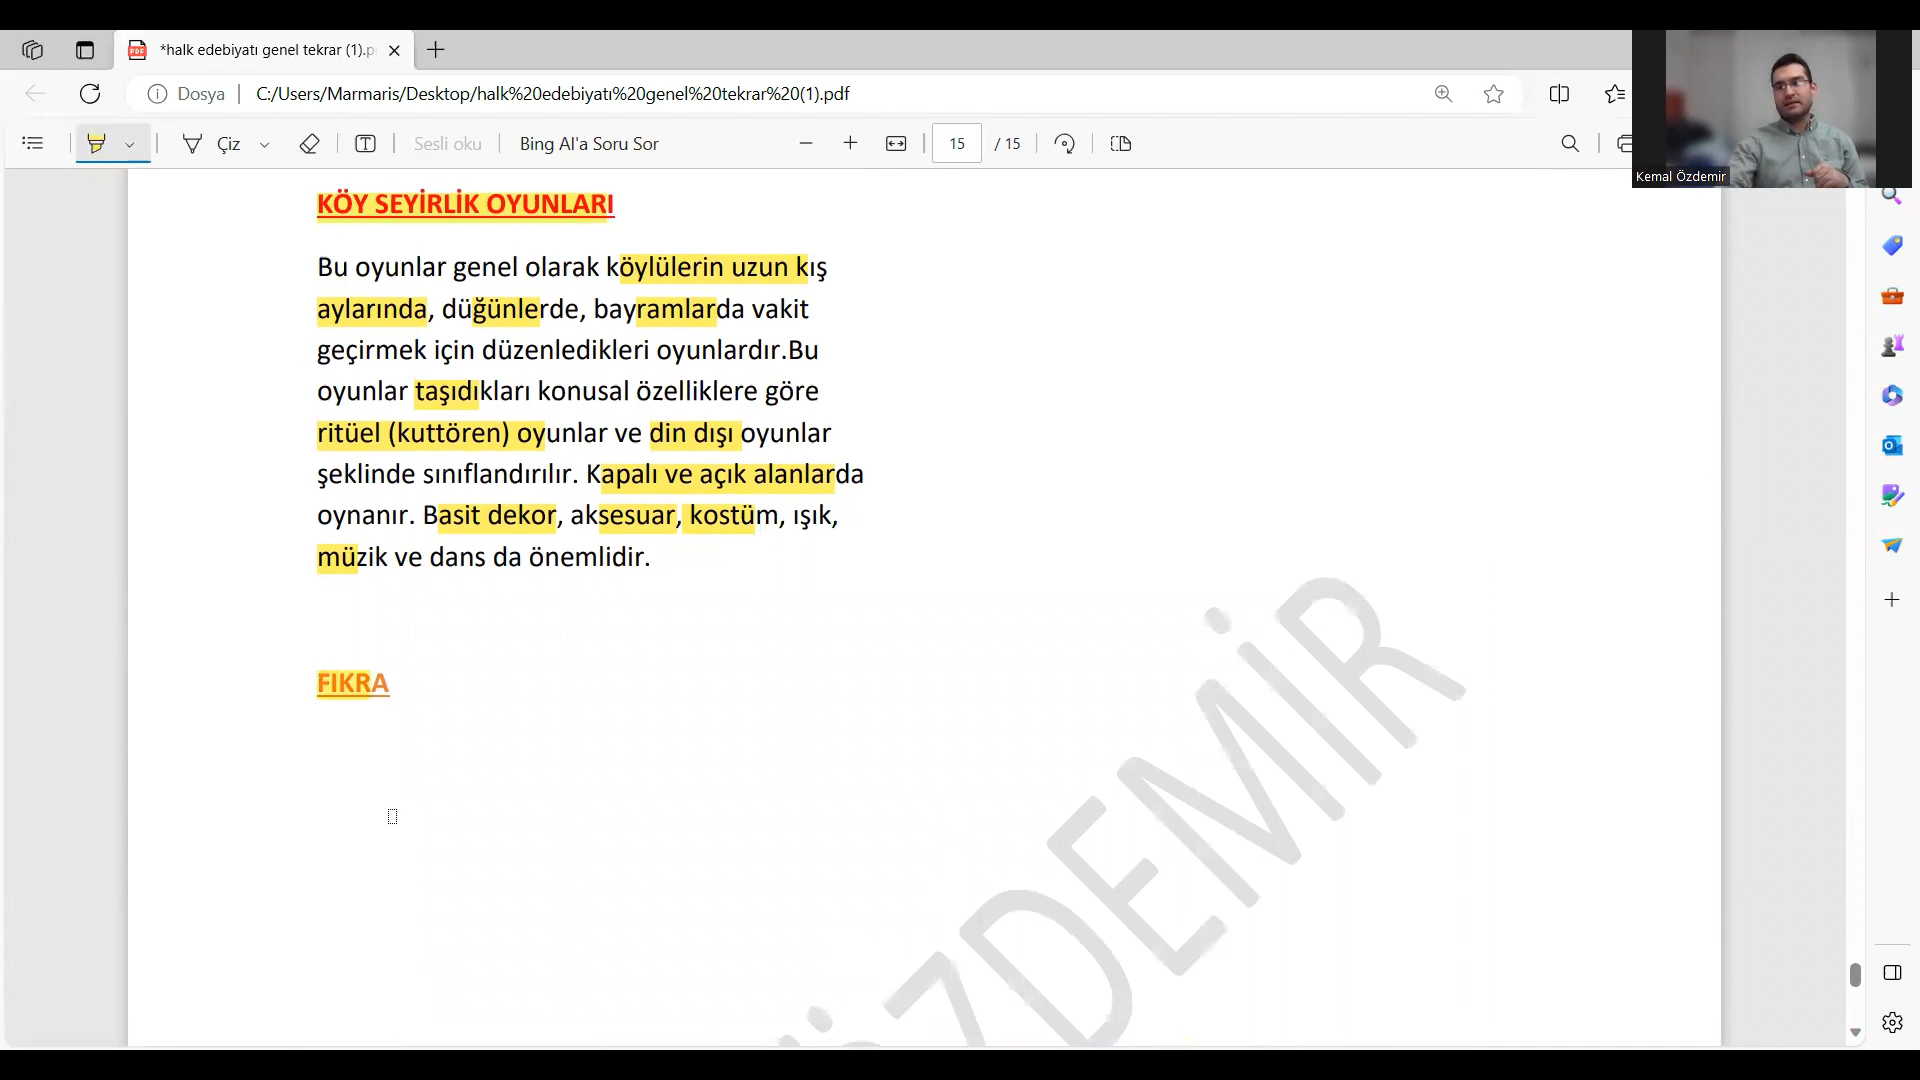 *halk edebiyatı genel tekrar (1).p
Dosya
C:/Users/Marmaris/Desktop/halk%20edebiyatı%20genel%20tekrar%20(1).pdf
Çiz
Sesli oku
Bing AI'a Soru Sor
15 / 15
Kemal Özdemir
KÖY SEYİRLİK OYUNLARI
Bu oyunlar genel olarak köylülerin uzun kış
aylarında, düğünlerde, bayramlarda vakit
geçirmek için düzenledikleri oyunlardır.Bu
oyunlar taşıdıkları konusal özelliklere göre
ritüel (kuttören) oyunlar ve din dışı oyunlar
şeklinde sınıflandırılır. Kapalı ve açık alanlarda
oynanır. Basit dekor, aksesuar, kostüm, ışık,
müzik ve dans da önemlidir.
FIKRA
ÖZDEMİR